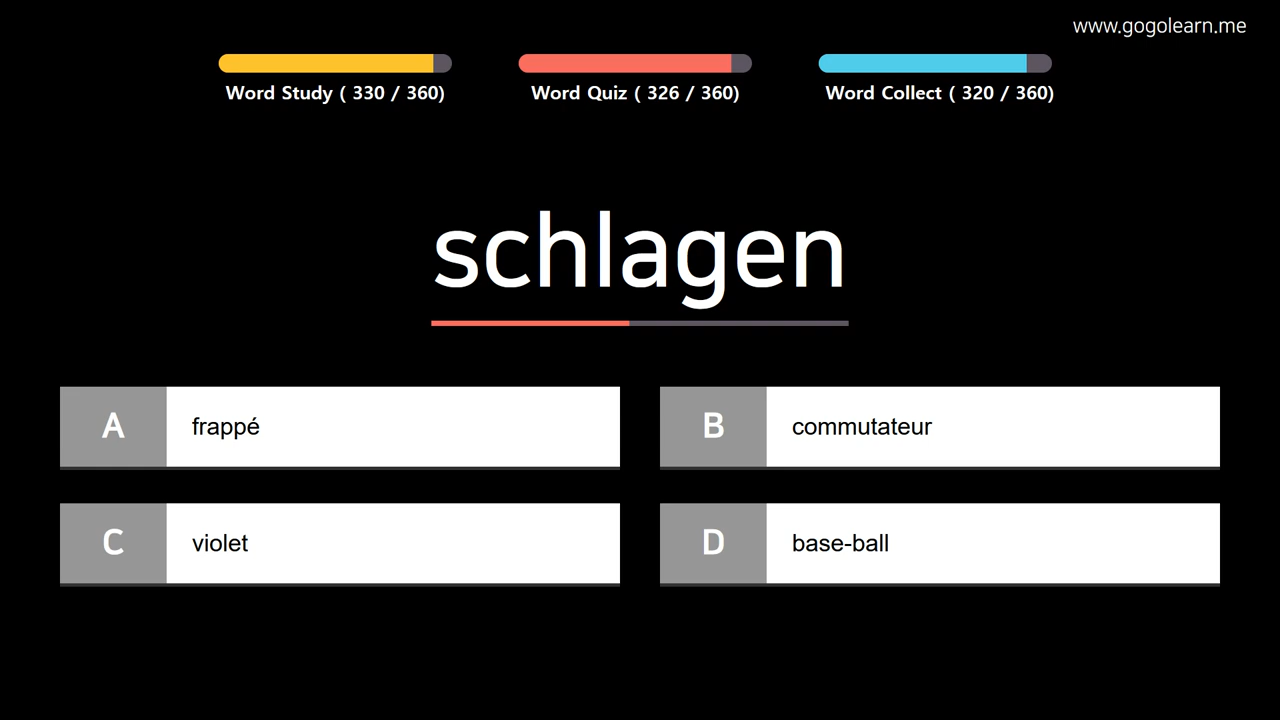 www.gogolearn.me
Word Study ( 330 / 360)
Word Quiz ( 326 / 360)
Word Collect ( 320 / 360)
schlagen
A frappé
B commutateur
C violet
D base-ball